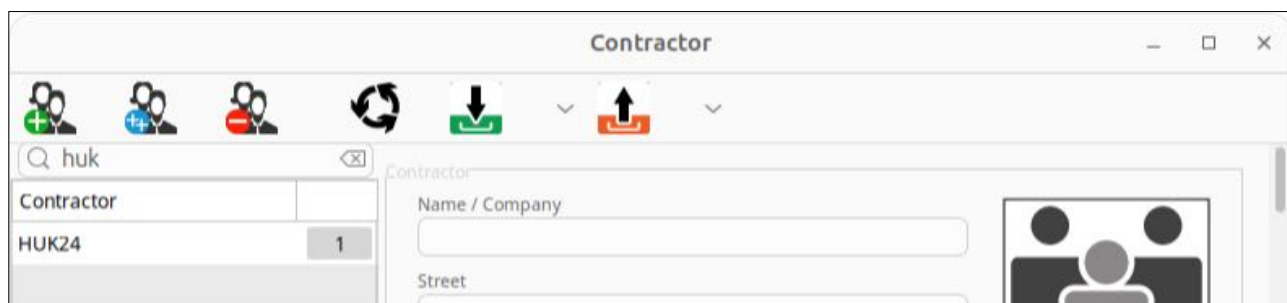 Contractor
huk
Contractor
Contractor
Name / Company
HUK24 1
Street